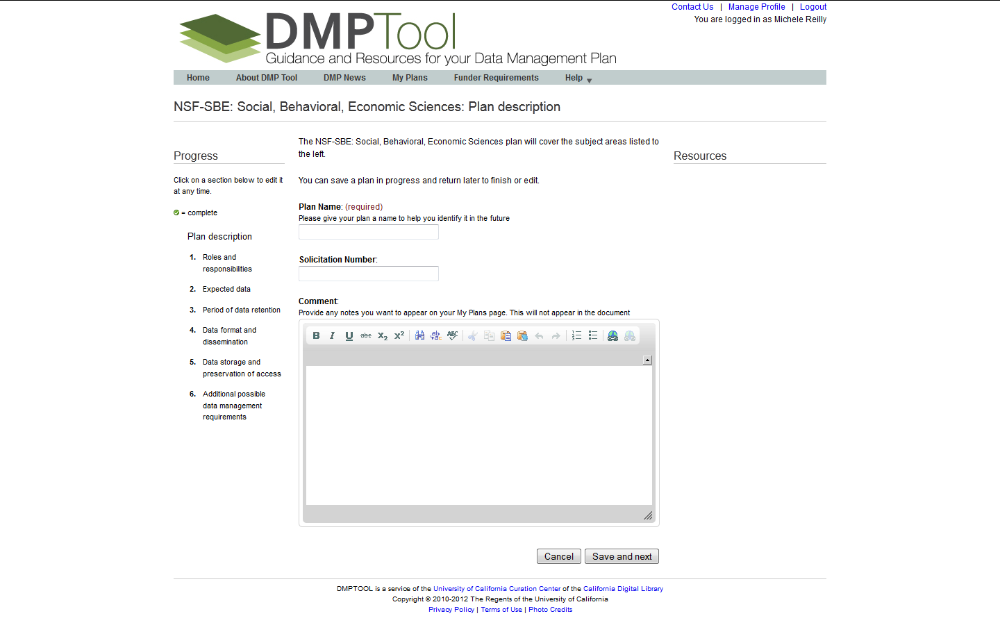 Contact Us | Manage Profile | Logout
You are logged in as Michele Reilly
DMPTool
Guidance and Resources for your Data Management Plan
Home About DMP Tool DMP News My Plans Funder Requirements Help
NSF-SBE: Social, Behavioral, Economic Sciences: Plan description
Progress
Click on a section below to edit it
at any time.
= complete
Plan description
1. Roles and
responsibilities
2. Expected data
3. Period of data retention
4. Data format and
dissemination
5. Data storage and
preservation of access
6. Additional possible
data management
requirements
The NSF-SBE: Social, Behavioral, Economic Sciences plan will cover the subject areas listed to
the left.
You can save a plan in progress and return later to finish or edit.
Plan Name: (required)
Please give your plan a name to help you identify it in the future
Solicitation Number:
Comment:
Provide any notes you want to appear on your My Plans page. This will not appear in the document
B I U abc X2 X2 ab ac ABC
Cancel Save and next
Resources
DMPTOOL is a service of the University of California Curation Center of the California Digital Library
Copyright © 2010-2012 The Regents of the University of California
Privacy Policy | Terms of Use | Photo Credits